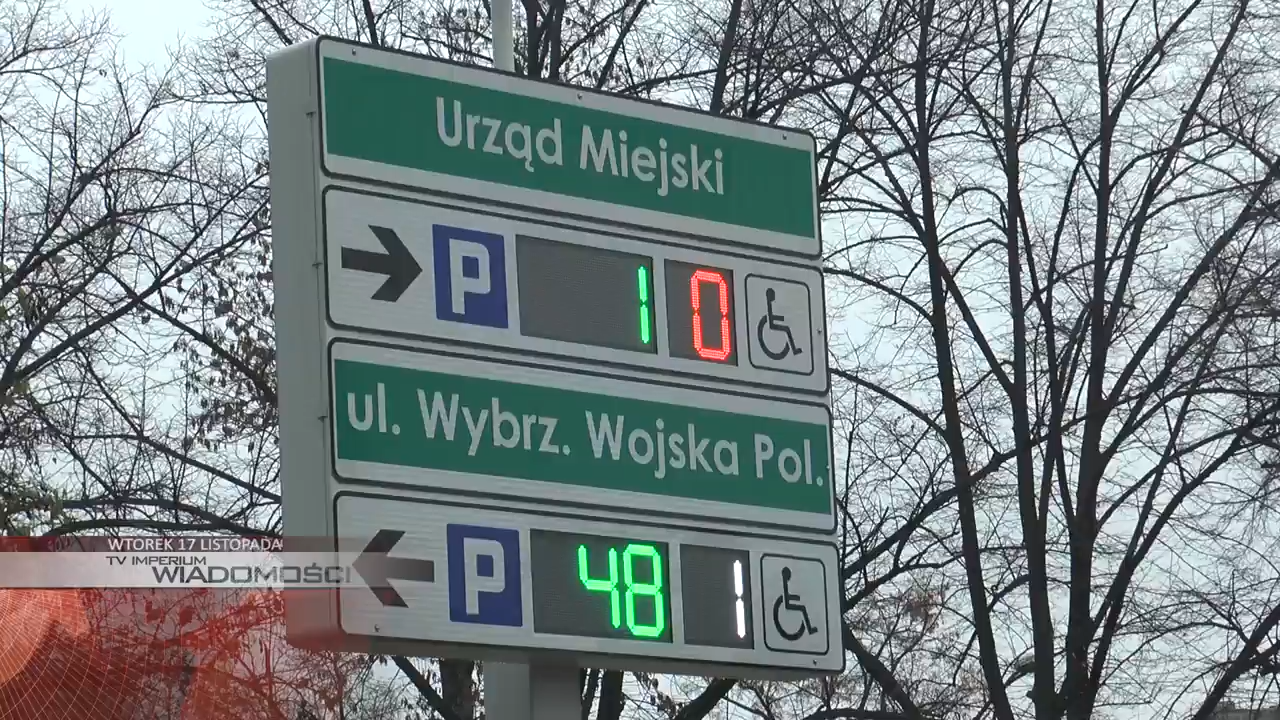 Urząd Miejski
P 1 0
ul. Wybrz. Wojska Pol.
P 48 1
WTOREK 17 LISTOPADA
TV IMPERIUM
WIADOMOŚCI